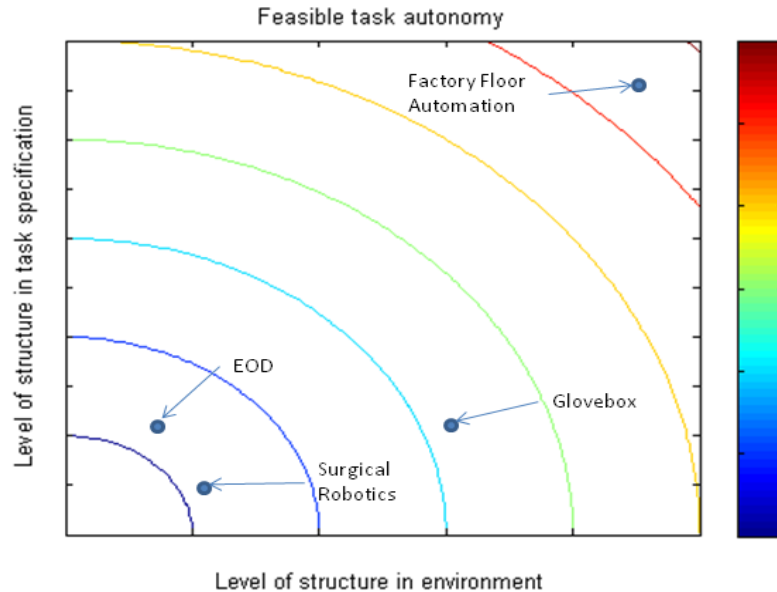 Feasible task autonomy
Factory Floor
Automation
Level of structure in task specification
EOD
Glovebox
Surgical
Robotics
Level of structure in environment